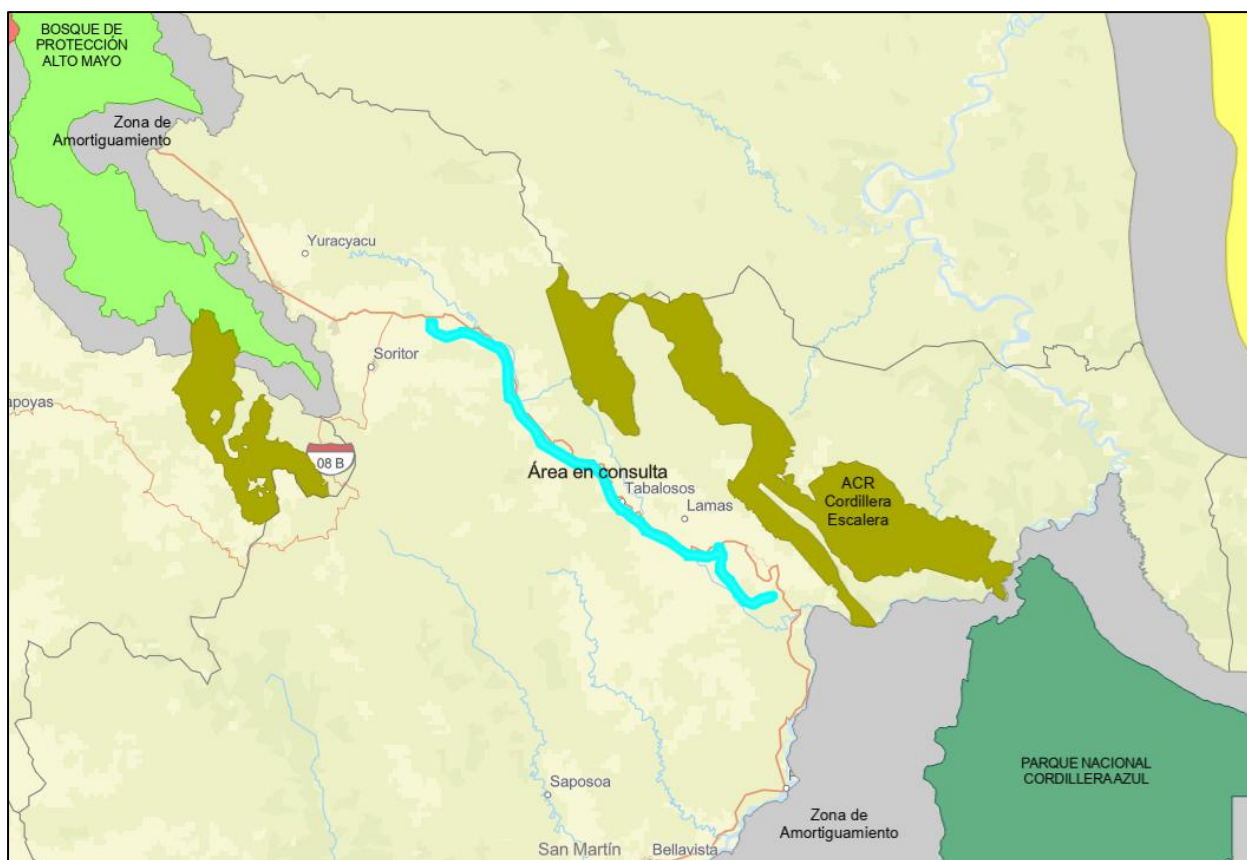 BOSQUE DE
PROTECCIÓN
ALTO MAYO
Zona de
Amortiguamiento
Yuracyacu
Soritor
apoyas
08 B
Área en consulta
Tabalosos
Lamas
ACR
Cordillera
Escalera
PARQUE NACIONAL
CORDILLERA AZUL
Saposoa
Zona de
Amortiguamiento
San Martín
Bellavista